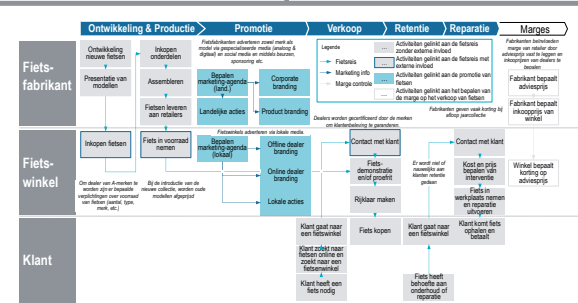 Ontwikkeling & Productie
Promotie
Verkoop
Retentie
Reparatie
Marges
Fiets-
fabrikant
Ontwikkeling
nieuwe fietsen
Presentatie van
modellen
Inkopen
onderdelen
Assembleren
Fietsen leveren
aan retailers
Fietsfabrikanten adverteren zowel merk als
model via gespecialiseerde media (analoog &
digitaal) en social media en middels beurzen,
sponsoring etc.
Bepalen
marketing-agenda
(land.)
Landelijke acties
Corporate
branding
Product branding
Legende
Fietsreis
Marketing info
Marge controle
... Activiteiten gelinkt aan de fietsreis
zonder externe invloed
... Activiteiten gelinkt aan de fietsreis met
externe invloed
... Activiteiten gelinkt aan de promotie van
fietsen
... Activiteiten gelinkt aan het bepalen van
de marge op het verkoop van fietsen
Dealers worden gecertificeerd door de merken
om klantenbeleving te garanderen.
Fabrikanten geven vaak korting bij
afloop jaarcollectie
Fabrikanten beïnvloeden
marge van retailer door
adviesprijs vast te leggen en
inkoopprijs van dealers te
bepalen
Fabrikant bepaalt
adviesprijs
Fabrikant bepaalt
inkoopprijs van
winkel
Fiets-
winkel
Inkopen fietsen
Om dealer van A-merken te
worden zijn er bepaalde
verplichtingen over voorraad
van fietsen (aantal, type,
merk, etc.)
Fiets in voorraad
nemen
Bij de introductie van de
nieuwe collectie, worden oude
modellen afgeprijsd
Fietswinkels adverteren via lokale media.
Bepalen
marketing-agenda
(lokaal)
Offline dealer
branding
Online dealer
branding
Lokale acties
Contact met klant
Fiets-
demonstratie
en/of proefrit
Rijklaar maken
Er wordt niet of
nauwelijks aan
klanten retentie
gedaan
Contact met klant
Kost en prijs
bepalen van
interventie
Fiets in
werkplaats nemen
en reparatie
uitvoeren
Winkel bepaalt
korting op
adviesprijs
Klant
Klant gaat naar
een fietswinkel
Klant zoekt naar
fietsen online en
zoekt naar een
fietsenwinkel
Klant heeft een
fiets nodig
Fiets kopen
Klant gaat naar
een fietswinkel
Fiets heeft
behoefte aan
onderhoud of
reparatie
Klant komt fiets
ophalen en
betaalt